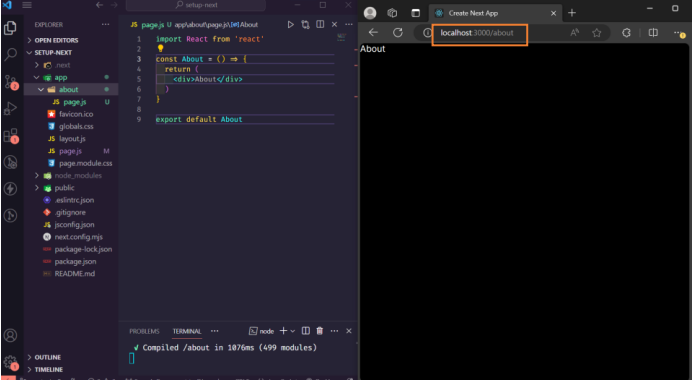 setup-next
EXPLORER
OPEN EDITORS
SETUP-NEXT
.next
app
about
page.js U
favicon.ico
globals.css
layout.js
page.js M
page.module.css
node_modules
public
.eslintrc.json
.gitignore
jsconfig.json
next.config.mjs
package-lock.json
package.json
README.md
OUTLINE
TIMELINE
JS page.js U app\about\page.js\About
1 import React from 'react'
2
3 const About = () => {
4 return (
5 <div>About</div>
6 )
7 }
8
9 export default About
PROBLEMS TERMINAL node
✓ Compiled /about in 1076ms (499 modules)
Create Next App
localhost:3000/about
About